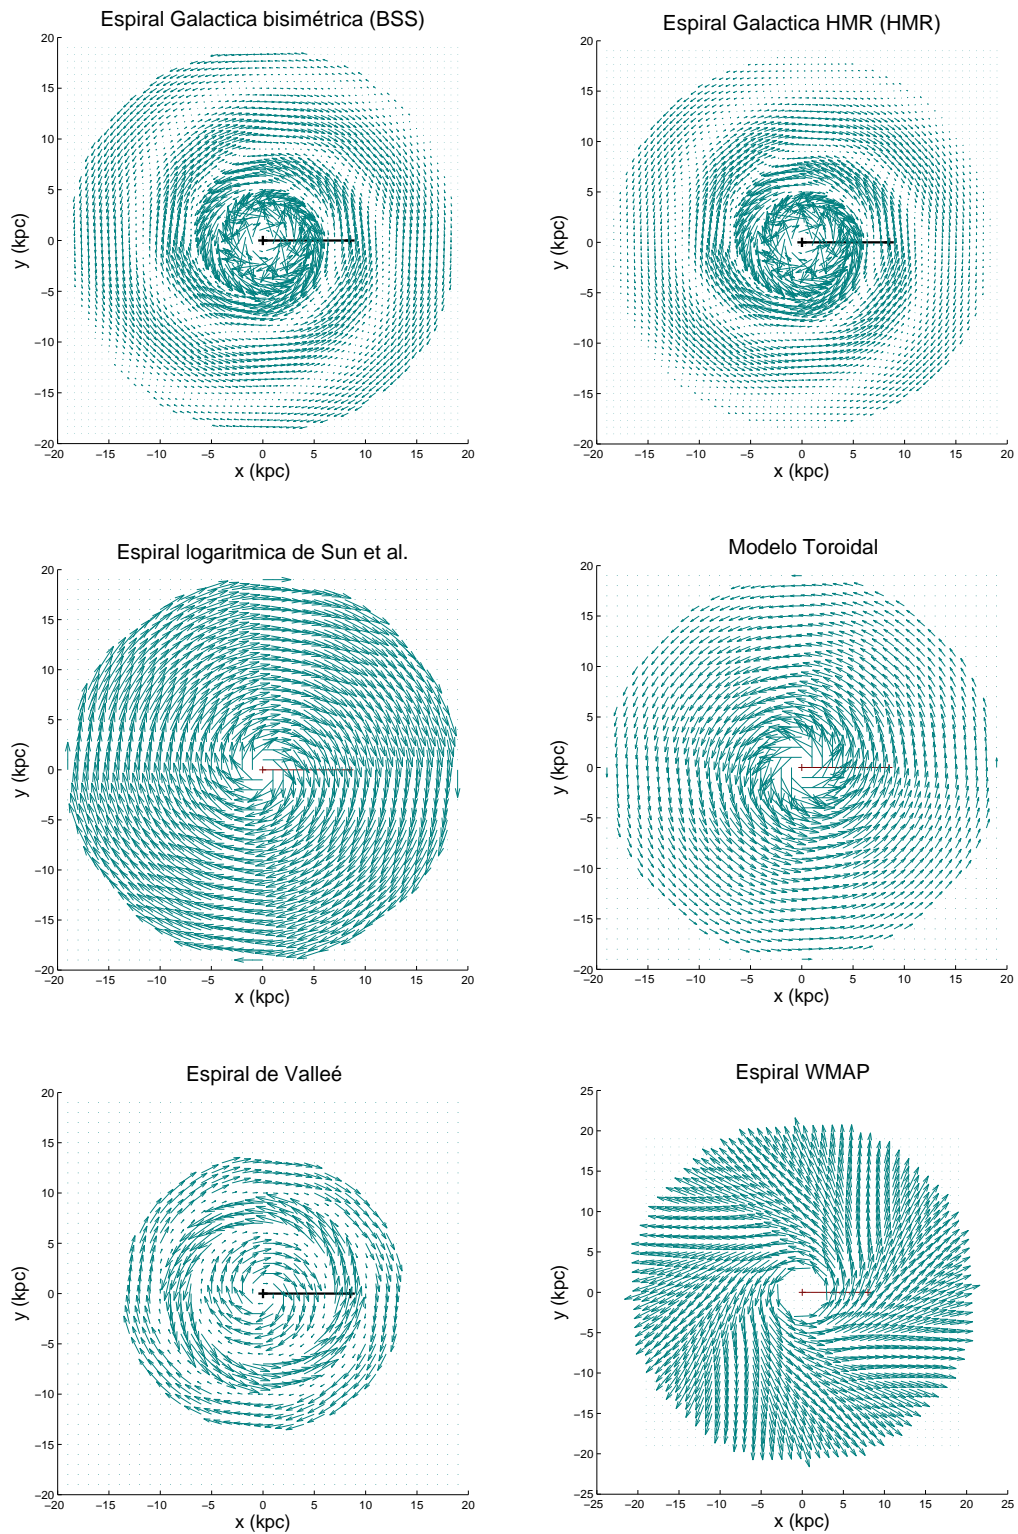 Espiral Galactica bisimétrica (BSS)
20
15
10
5
0
−5
−10
−15
−20
y (kpc)
−20 −15 −10 −5 0 5 10 15 20
x (kpc)
Espiral Galactica HMR (HMR)
20
15
10
5
0
−5
−10
−15
−20
y (kpc)
−20 −15 −10 −5 0 5 10 15 20
x (kpc)
Espiral logaritmica de Sun et al.
20
15
10
5
0
−5
−10
−15
−20
y (kpc)
−20 −15 −10 −5 0 5 10 15 20
x (kpc)
Modelo Toroidal
20
15
10
5
0
−5
−10
−15
−20
y (kpc)
−20 −15 −10 −5 0 5 10 15 20
x (kpc)
Espiral de Valleé
20
15
10
5
0
−5
−10
−15
−20
y (kpc)
−20 −15 −10 −5 0 5 10 15 20
x (kpc)
Espiral WMAP
25
20
15
10
5
0
−5
−10
−15
−20
−25
y (kpc)
−25 −20 −15 −10 −5 0 5 10 15 20 25
x (kpc)